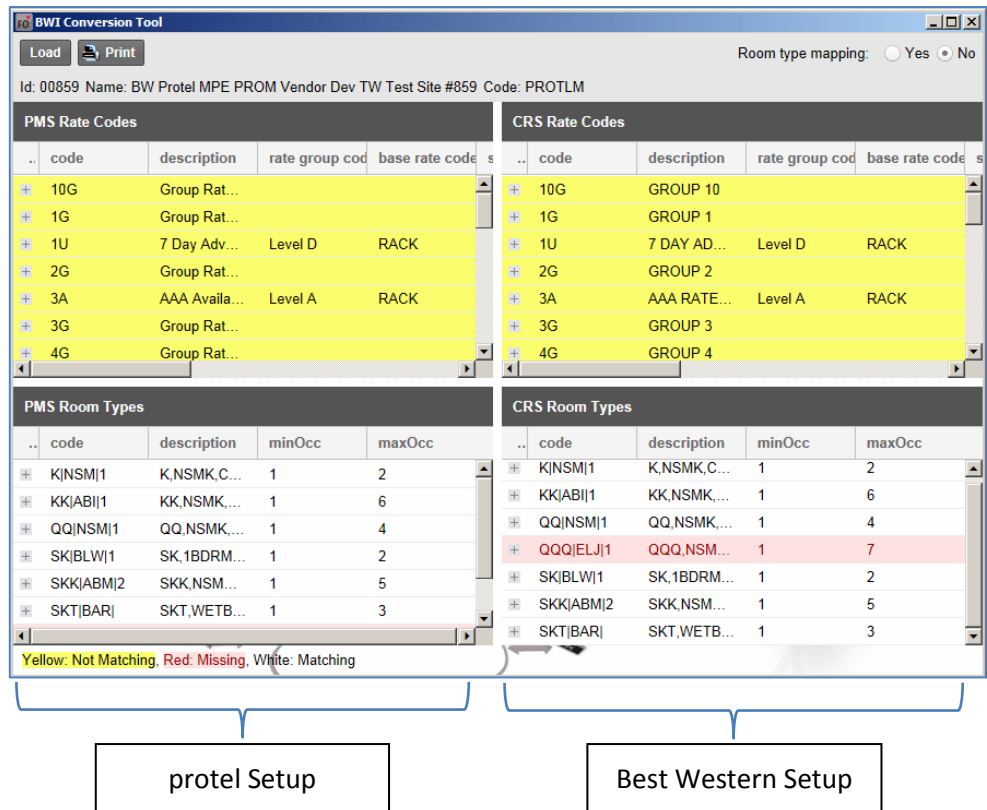 BWI Conversion Tool
Load Print Room type mapping: Yes No
Id: 00859 Name: BW Protel MPE PROM Vendor Dev TW Test Site #859 Code: PROTLM
PMS Rate Codes
.. code description rate group cod base rate code s
10G Group Rat...
1G Group Rat...
1U 7 Day Adv... Level D RACK
2G Group Rat...
3A AAA Availa... Level A RACK
3G Group Rat...
4G Group Rat...
CRS Rate Codes
.. code description rate group cod base rate code s
10G GROUP 10
1G GROUP 1
1U 7 DAY AD... Level D RACK
2G GROUP 2
3A AAA RATE... Level A RACK
3G GROUP 3
4G GROUP 4
PMS Room Types
.. code description minOcc maxOcc
K|NSM|1 K,NSMK,C... 1 2
KK|ABI|1 KK,NSMK,... 1 6
QQ|NSM|1 QQ,NSMK,... 1 4
SK|BLW|1 SK,1BDRM... 1 2
SKK|ABM|2 SKK,NSM... 1 5
SKT|BAR| SKT,WETB... 1 3
CRS Room Types
.. code description minOcc maxOcc
K|NSM|1 K,NSMK,C... 1 2
KK|ABI|1 KK,NSMK,... 1 6
QQ|NSM|1 QQ,NSMK,... 1 4
QQQ|ELJ|1 QQQ,NSM... 1 7
SK|BLW|1 SK,1BDRM... 1 2
SKK|ABM|2 SKK,NSM... 1 5
SKT|BAR| SKT,WETB... 1 3
Yellow: Not Matching, Red: Missing, White: Matching
protel Setup
Best Western Setup